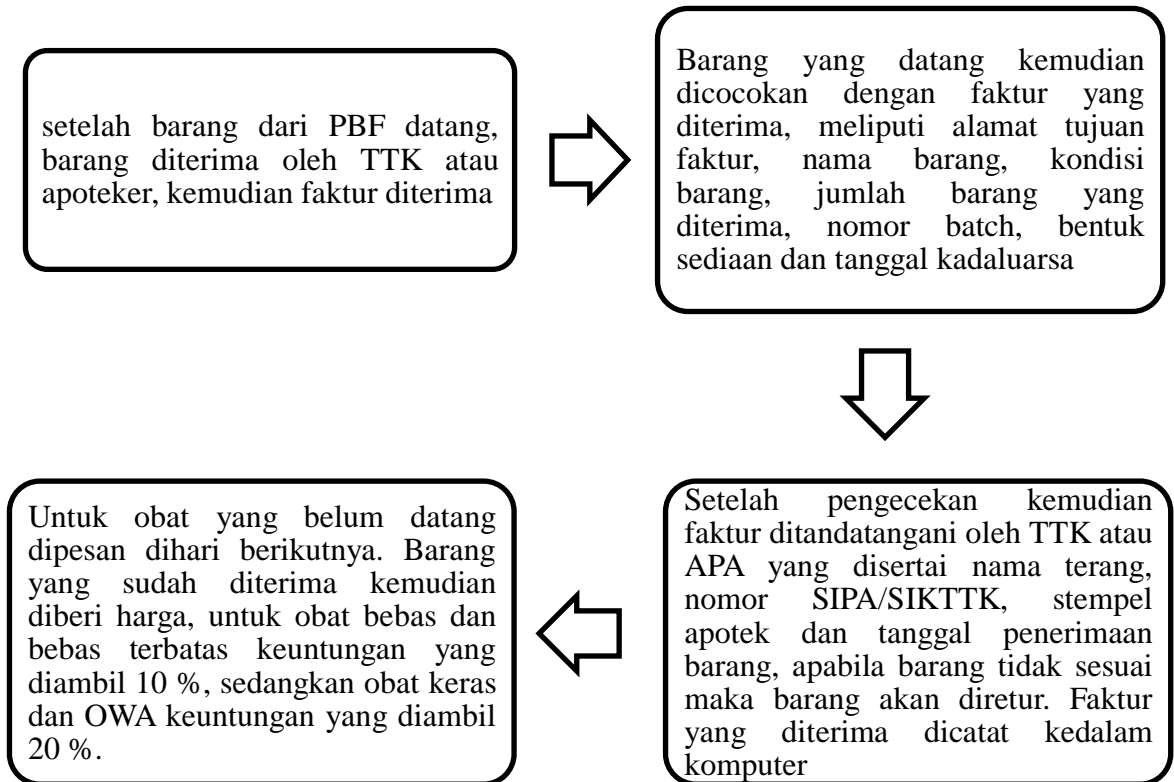 setelah barang dari PBF datang,
barang diterima oleh TTK atau
apoteker, kemudian faktur diterima
Barang yang datang kemudian
dicocokan dengan faktur yang
diterima, meliputi alamat tujuan
faktur, nama barang, kondisi
barang, jumlah barang yang
diterima, nomor batch, bentuk
sediaan dan tanggal kadaluarsa
Setelah pengecekan kemudian
faktur ditandatangani oleh TTK atau
APA yang disertai nama terang,
nomor SIPA/SIKTTK, stempel
apotek dan tanggal penerimaan
barang, apabila barang tidak sesuai
maka barang akan diretur. Faktur
yang diterima dicatat kedalam
komputer
Untuk obat yang belum datang
dipesan dihari berikutnya. Barang
yang sudah diterima kemudian
diberi harga, untuk obat bebas dan
bebas terbatas keuntungan yang
diambil 10 %, sedangkan obat keras
dan OWA keuntungan yang diambil
20 %.